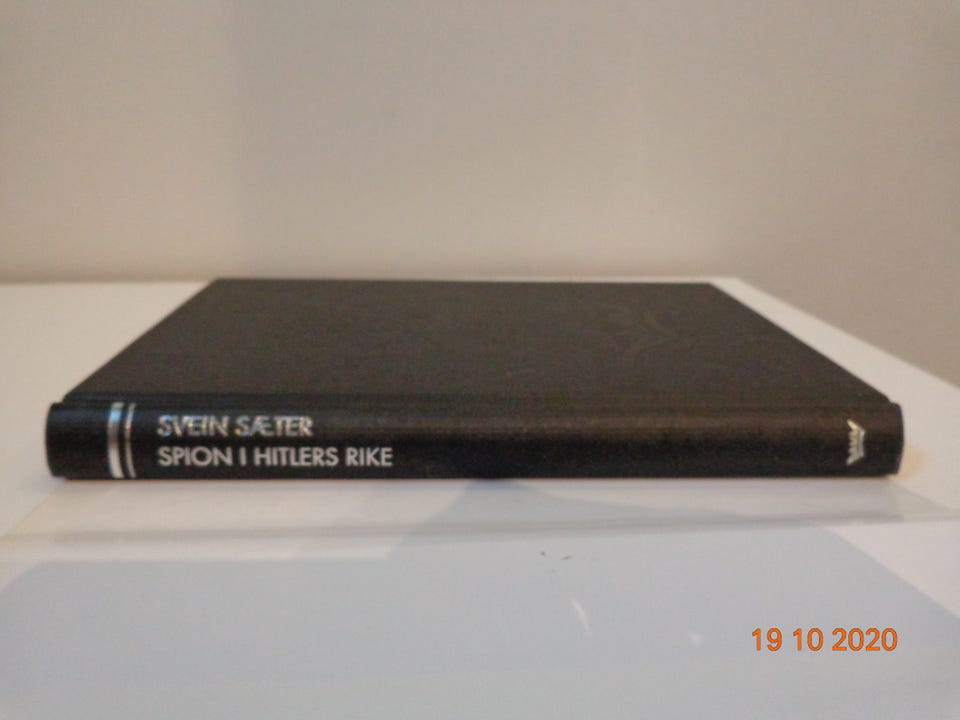 SVEIN SÆTER
SPION I HITLERS RIKE
19 10 2020